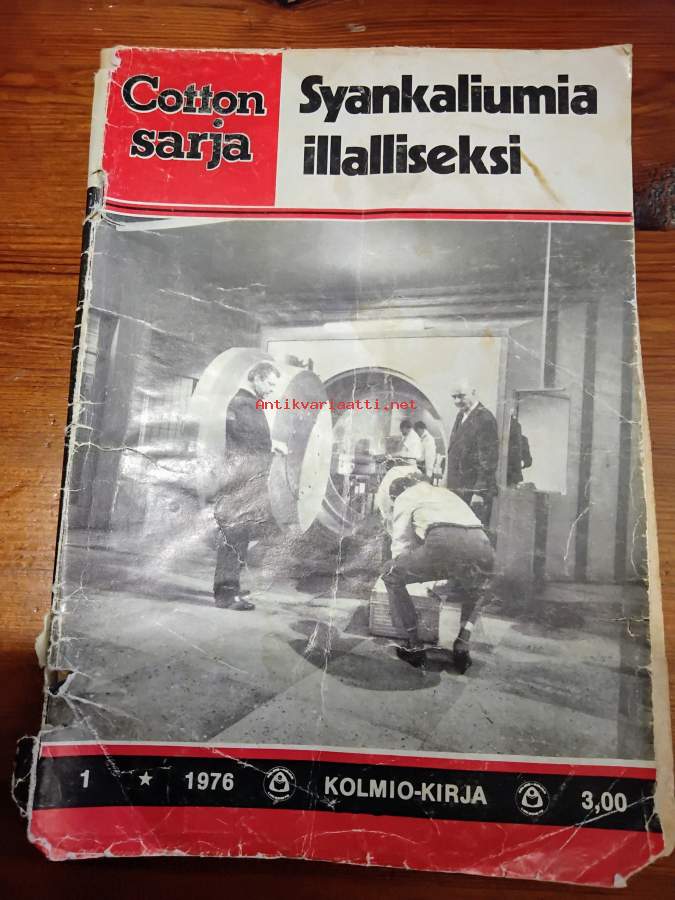 Cotton
sarja
Syankaliumia
illalliseksi
Antikvariaatti.net
1 ★ 1976 KOLMIO-KIRJA 3,00